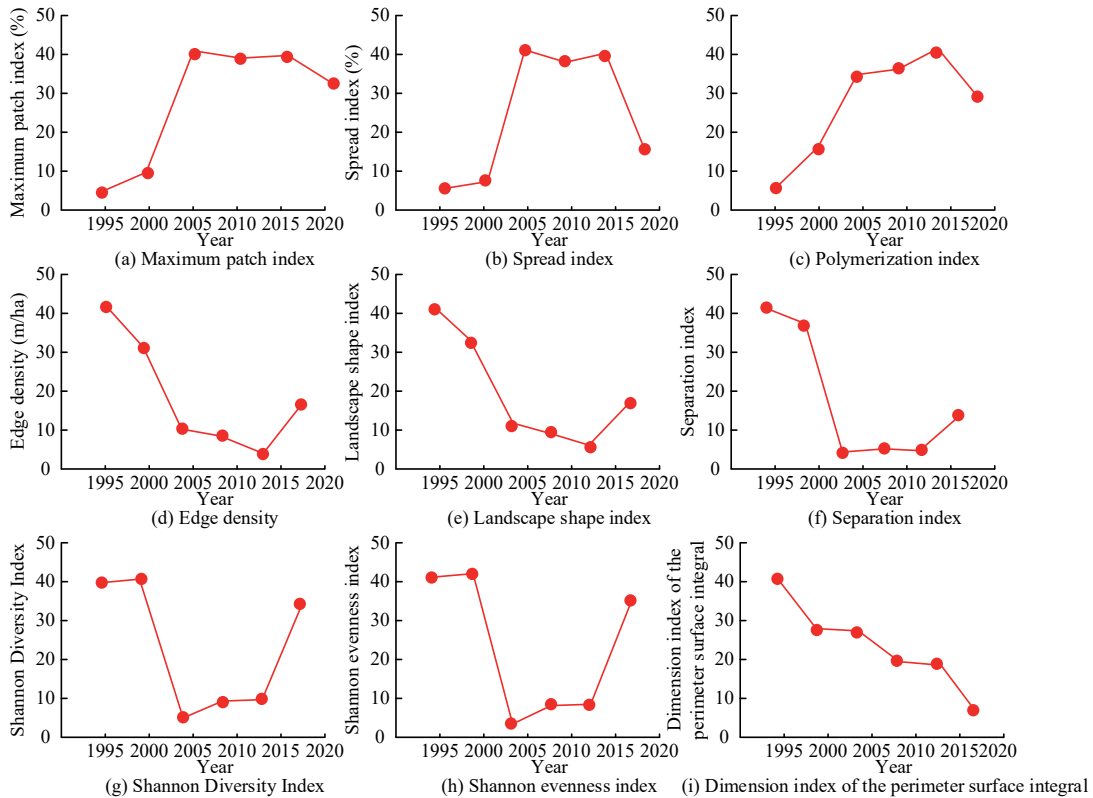 Maximum patch index (%)
50
40
30
20
10
0
1995 2000 2005 2010 2015 2020
Year
(a) Maximum patch index
Spread index (%)
50
40
30
20
10
0
1995 2000 2005 2010 2015 2020
Year
(b) Spread index
50
40
30
20
10
0
1995 2000 2005 2010 2015 2020
Year
(c) Polymerization index
Edge density (m/ha)
50
40
30
20
10
0
1995 2000 2005 2010 2015 2020
Year
(d) Edge density
Landscape shape index
50
40
30
20
10
0
1995 2000 2005 2010 2015 2020
Year
(e) Landscape shape index
Separation index
50
40
30
20
10
0
1995 2000 2005 2010 2015 2020
Year
(f) Separation index
Shannon Diversity Index
50
40
30
20
10
0
1995 2000 2005 2010 2015 2020
Year
(g) Shannon Diversity Index
Shannon evenness index
50
40
30
20
10
0
1995 2000 2005 2010 2015 2020
Year
(h) Shannon evenness index
Dimension index of the
perimeter surface integral
50
40
30
20
10
0
1995 2000 2005 2010 2015 2020
Year
(i) Dimension index of the perimeter surface integral